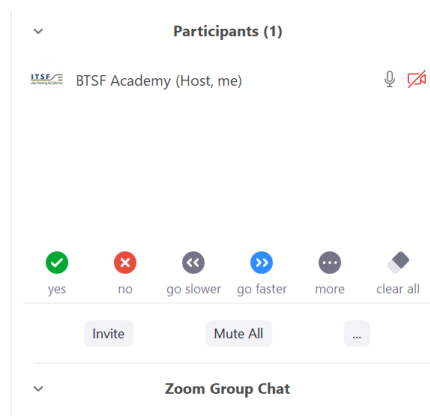 Participants (1)
BTSF
BTSF Academy (Host, me)
yes no go slower go faster more clear all
Invite Mute All ...
Zoom Group Chat